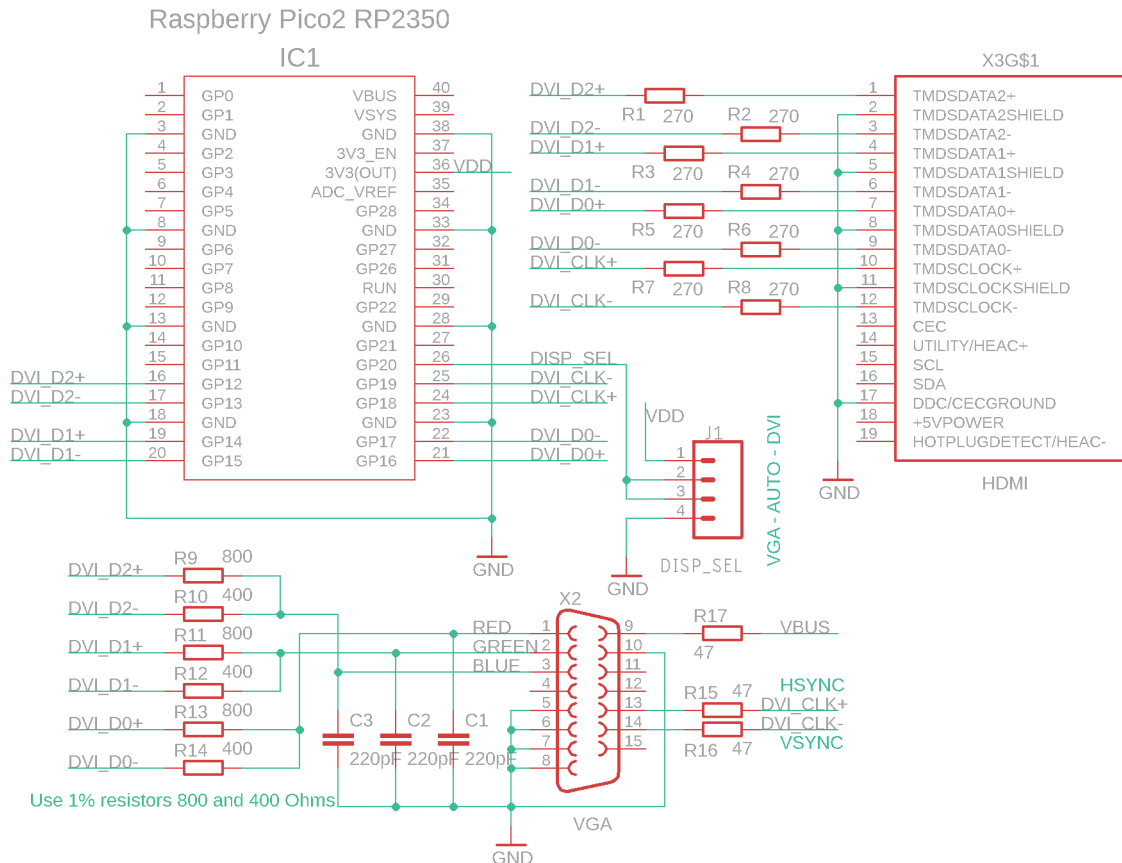 Raspberry Pico2 RP2350
IC1
1 GP0 VBUS 40
2 GP1 VSYS 39
3 GND GND 38
4 GP2 3V3_EN 37
5 GP3 3V3(OUT) 36 VDD
6 GP4 ADC_VREF 35
7 GP5 GP28 34
8 GND GND 33
9 GP6 GP27 32
10 GP7 GP26 31
11 GP8 RUN 30
12 GP9 GP22 29
13 GND GND 28
14 GP10 GP21 27
15 GP11 GP20 26 DISP_SEL
DVI_D2+ 16 GP12 GP19 25 DVI_CLK-
DVI_D2- 17 GP13 GP18 24 DVI_CLK+
18 GND GND 23
DVI_D1+ 19 GP14 GP17 22 DVI_D0-
DVI_D1- 20 GP15 GP16 21 DVI_D0+
GND
X3G$1
DVI_D2+ R1 270 1 TMDSDATA2+
2 TMDSDATA2SHIELD
DVI_D2- R2 270 3 TMDSDATA2-
DVI_D1+ R3 270 4 TMDSDATA1+
5 TMDSDATA1SHIELD
DVI_D1- R4 270 6 TMDSDATA1-
DVI_D0+ R5 270 7 TMDSDATA0+
8 TMDSDATA0SHIELD
DVI_D0- R6 270 9 TMDSDATA0-
DVI_CLK+ R7 270 10 TMDSCLOCK+
11 TMDSCLOCKSHIELD
DVI_CLK- R8 270 12 TMDSCLOCK-
13 CEC
14 UTILITY/HEAC+
15 SCL
16 SDA
17 DDC/CECGROUND
18 +5VPOWER
19 HOTPLUGDETECT/HEAC-
GND
HDMI
VDD
J1
1
2
3
4
VGA - AUTO - DVI
DISP_SEL
GND
DVI_D2+ R9 800
DVI_D2- R10 400
DVI_D1+ R11 800
DVI_D1- R12 400
DVI_D0+ R13 800
DVI_D0- R14 400
Use 1% resistors 800 and 400 Ohms
C3 220pF
C2 220pF
C1 220pF
X2
RED 1
GREEN 2
BLUE 3
4
5
6
7
8
9 R17 47 VBUS
10
11
12
HSYNC
13 R15 47 DVI_CLK+
14 R16 47 DVI_CLK-
VSYNC
15
VGA
GND